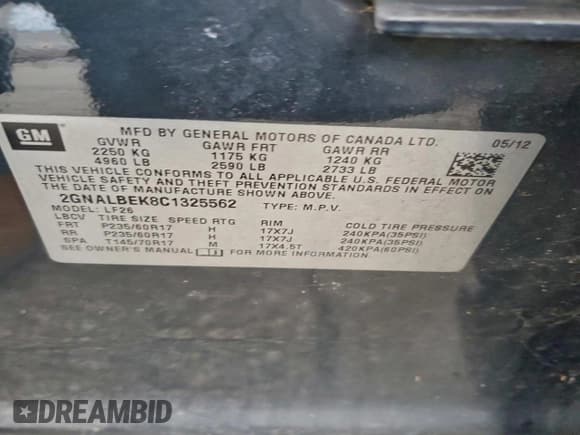 GM
MFD BY GENERAL MOTORS OF CANADA LTD.
05/12
GVWR GAWR FRT GAWR RR
2250 KG 1175 KG 1240 KG
4960 LB 2590 LB 2733 LB
THIS VEHICLE CONFORMS TO ALL APPLICABLE U.S. FEDERAL MOTOR
VEHICLE SAFETY AND THEFT PREVENTION STANDARDS IN EFFECT ON
THE DATE OF MANUFACTURE SHOWN ABOVE.
2GNALBEK8C1325562 TYPE: M.P.V.
MODEL: LF26
LBCV TIRE SIZE SPEED RTG RIM COLD TIRE PRESSURE
FRT P235/60R17 H 17X7J 240KPA(35PSI)
RR P235/60R17 H 17X7J 240KPA(35PSI)
SPA T145/70R17 M 17X4.5T 420KPA(60PSI)
SEE OWNER'S MANUAL FOR MORE INFORMATION.
DREAMBID